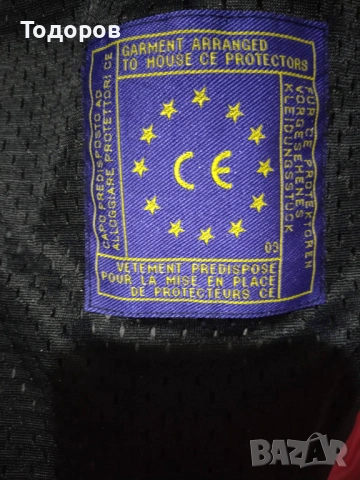 Тодоров
GARMENT ARRANGED
TO HOUSE CE PROTECTORS
CAPO PREDISPOSTO AD
ALLOGGIARE PROTETTORI CE
FÜR CE PROTEKTOREN
VORGESEHENES
KLEIDUNGSSTÜCK
CE
03
VETEMENT PREDISPOSE
POUR LA MISE EN PLACE
DE PROTECTEURS CE
BAZAR